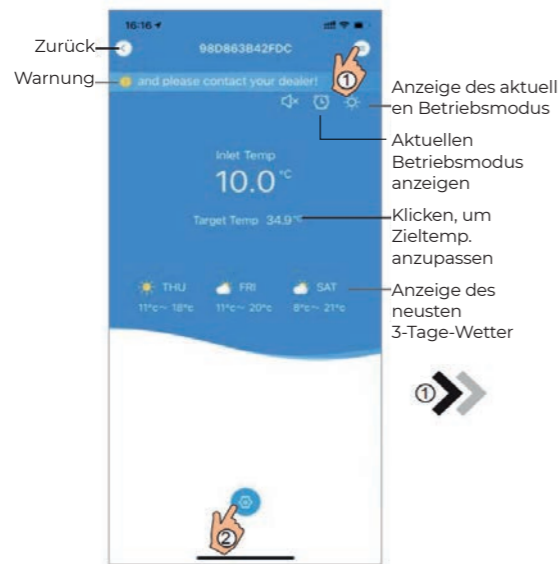 16:16
Zurück
98D863B42FDC
Warnung
and please contact your dealer!
①
Anzeige des aktuell
en Betriebsmodus
Aktuellen
Betriebsmodus
anzeigen
Inlet Temp
10.0 °C
Target Temp 34.9 °C
Klicken, um
Zieltemp.
anzupassen
THU FRI SAT
11°c~ 18°c 11°c~ 20°c 8°c~ 21°c
Anzeige des
neusten
3-Tage-Wetter
①
②